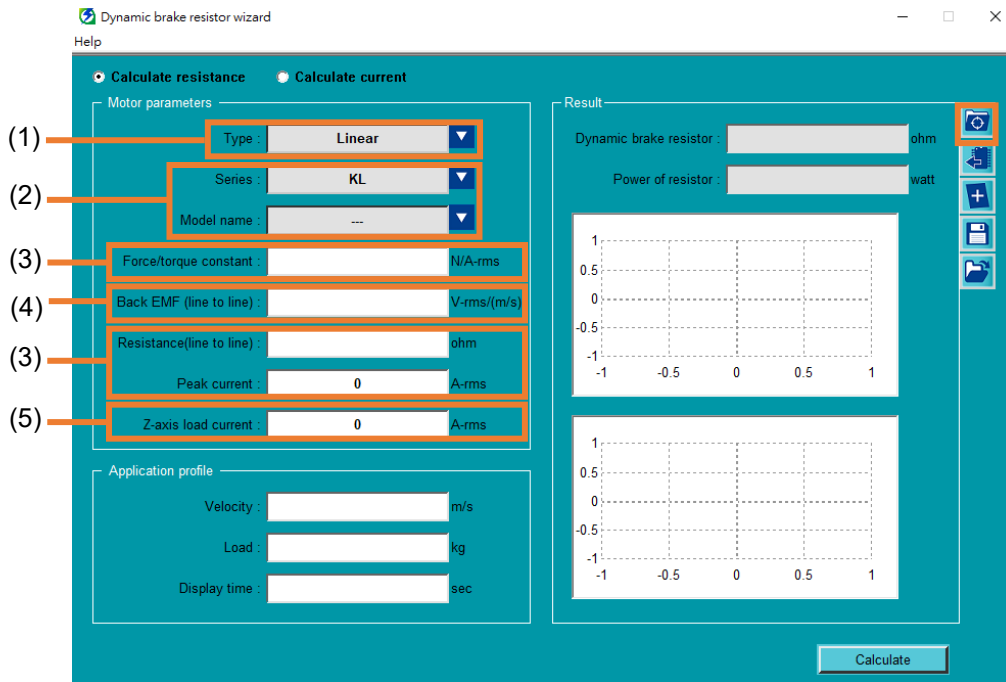 Dynamic brake resistor wizard
Help
Calculate resistance Calculate current
Motor parameters
(1)
Type : Linear
(2)
Series : KL
Model name : ---
(3)
Force/torque constant : N/A-rms
(4)
Back EMF (line to line) : V-rms/(m/s)
(3)
Resistance(line to line) : ohm
Peak current : 0 A-rms
(5)
Z-axis load current : 0 A-rms
Application profile
Velocity : m/s
Load : kg
Display time : sec
Result
Dynamic brake resistor : ohm
Power of resistor : watt
1
0.5
0
-0.5
-1
-1 -0.5 0 0.5 1
1
0.5
0
-0.5
-1
-1 -0.5 0 0.5 1
Calculate